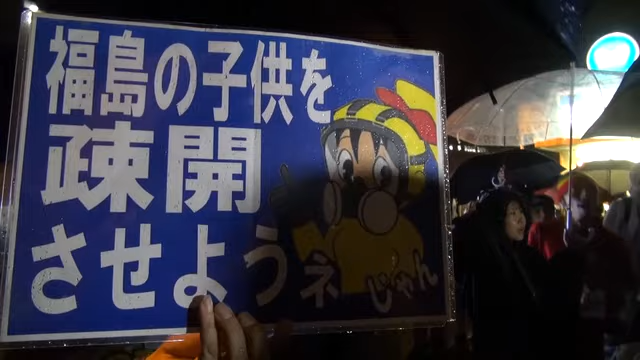 福島の子供を
疎開
させようネ
じゃん